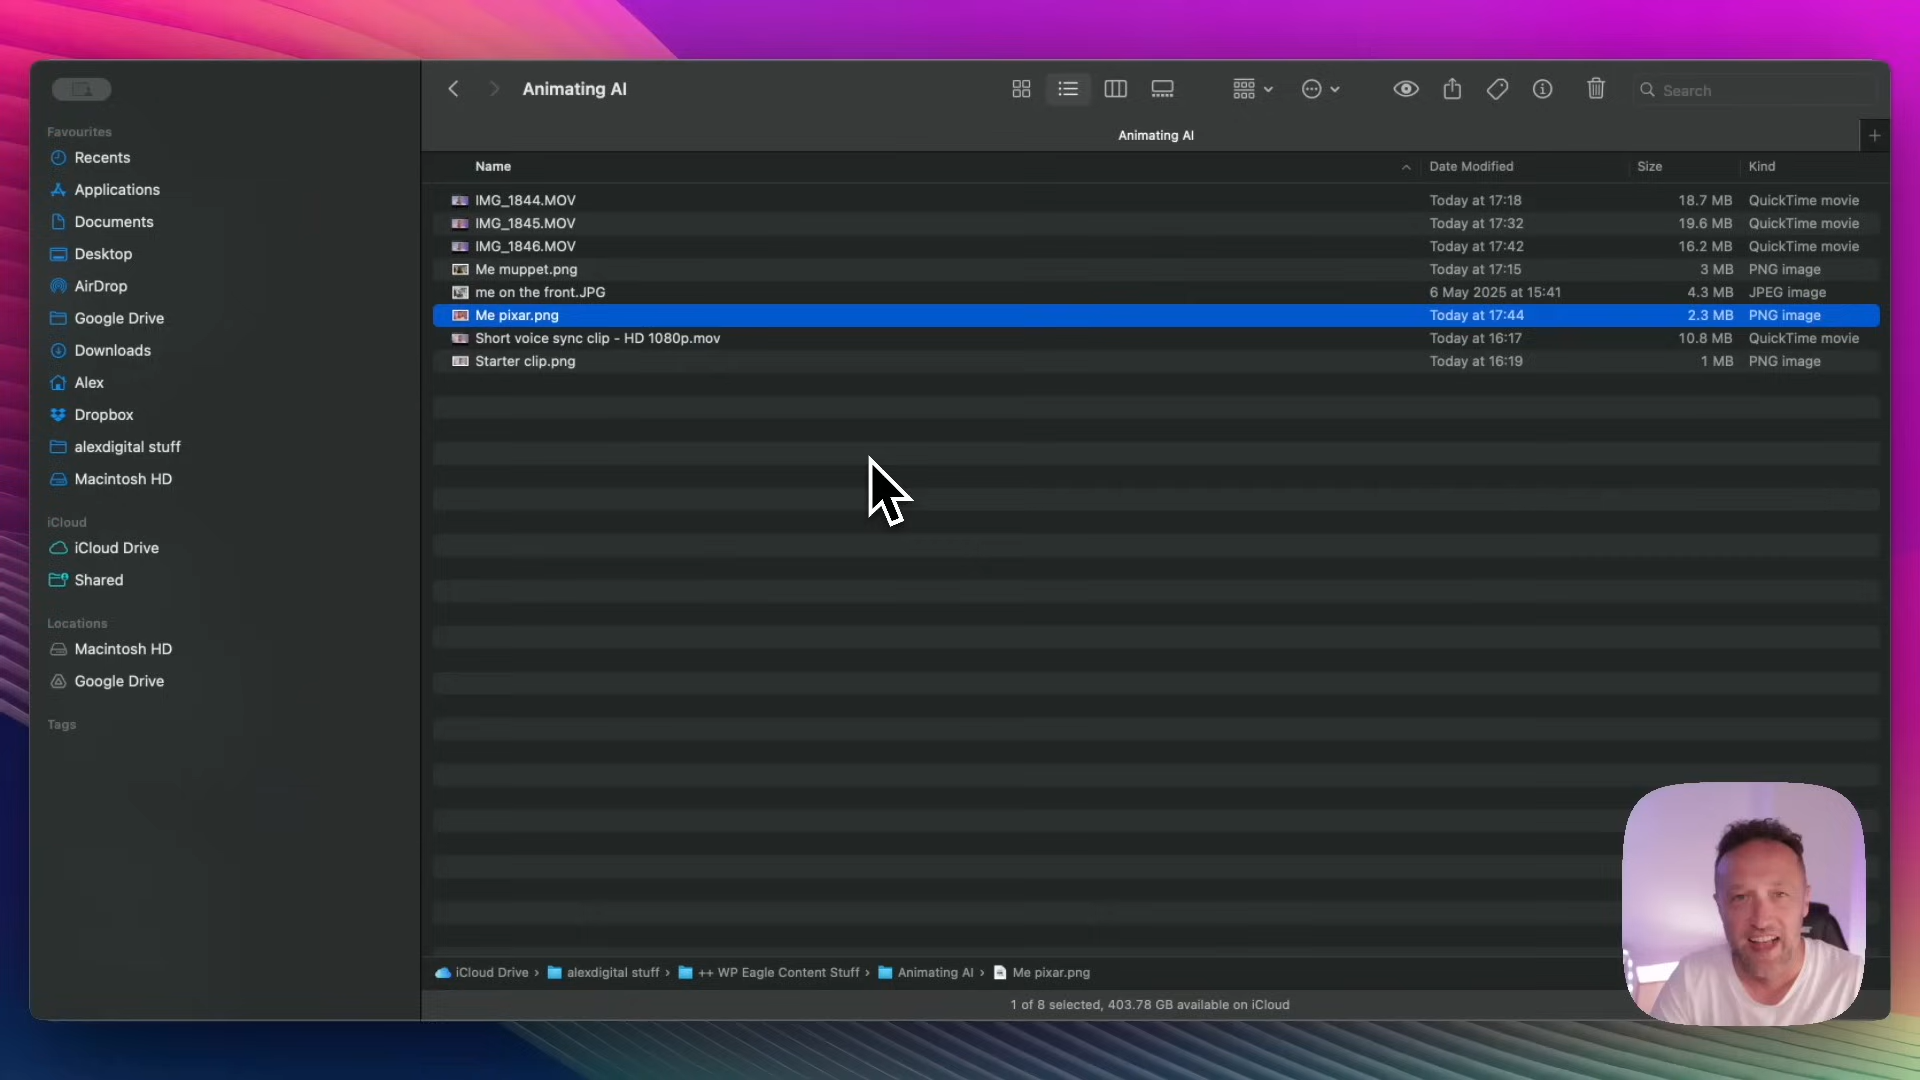 Animating AI
Search
Animating AI
Favourites
Recents
Applications
Documents
Desktop
AirDrop
Google Drive
Downloads
Alex
Dropbox
alexdigital stuff
Macintosh HD
iCloud
iCloud Drive
Shared
Locations
Macintosh HD
Google Drive
Tags
Name Date Modified Size Kind
IMG_1844.MOV Today at 17:18 18.7 MB QuickTime movie
IMG_1845.MOV Today at 17:32 19.6 MB QuickTime movie
IMG_1846.MOV Today at 17:42 16.2 MB QuickTime movie
Me muppet.png Today at 17:15 3 MB PNG image
me on the front.JPG 6 May 2025 at 15:41 4.3 MB JPEG image
Me pixar.png Today at 17:44 2.3 MB PNG image
Short voice sync clip - HD 1080p.mov Today at 16:17 10.8 MB QuickTime movie
Starter clip.png Today at 16:19 1 MB PNG image
iCloud Drive › alexdigital stuff › ++ WP Eagle Content Stuff › Animating AI › Me pixar.png
1 of 8 selected, 403.78 GB available on iCloud